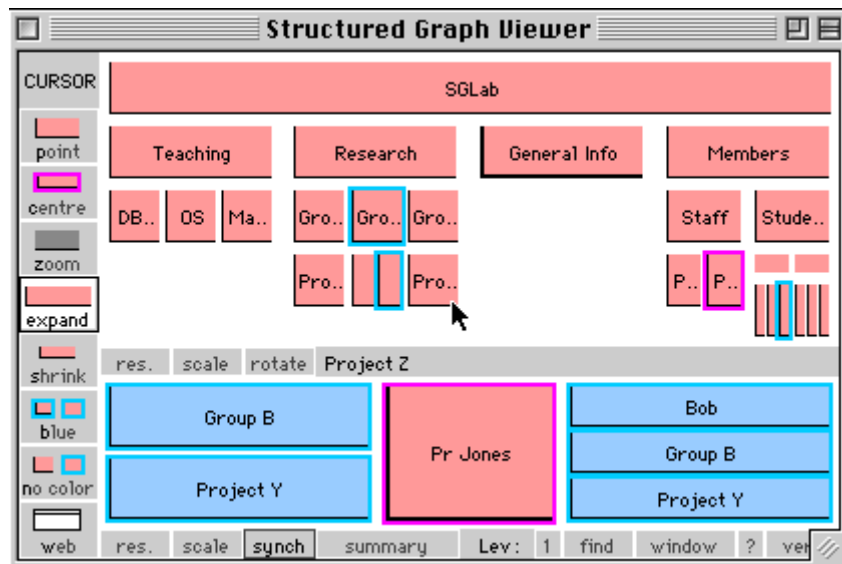 Structured Graph Viewer
CURSOR
SGLab
point
Teaching Research General Info Members
centre
DB.. OS Ma.. Gro.. Gro.. Gro.. Staff Stude..
zoom
Pro.. Pro.. P.. P..
expand
shrink
res. scale rotate Project Z
blue
Group B Pr Jones Bob
Group B
no color
Project Y Project Y
web
res. scale synch summary Lev: 1 find window ? ver